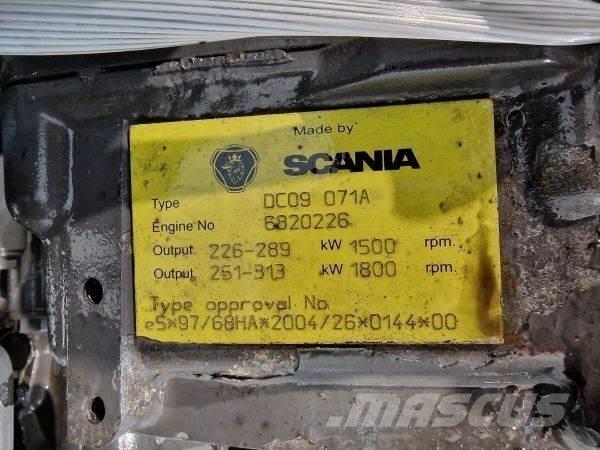 Made by
SCANIA
Type DC09 071A
Engine No 6820226
Output 226-289 kW 1500 rpm.
Output 251-313 kW 1800 rpm.
Type approval No
e5*97/68HA*2004/26*0144*00
MASCUS